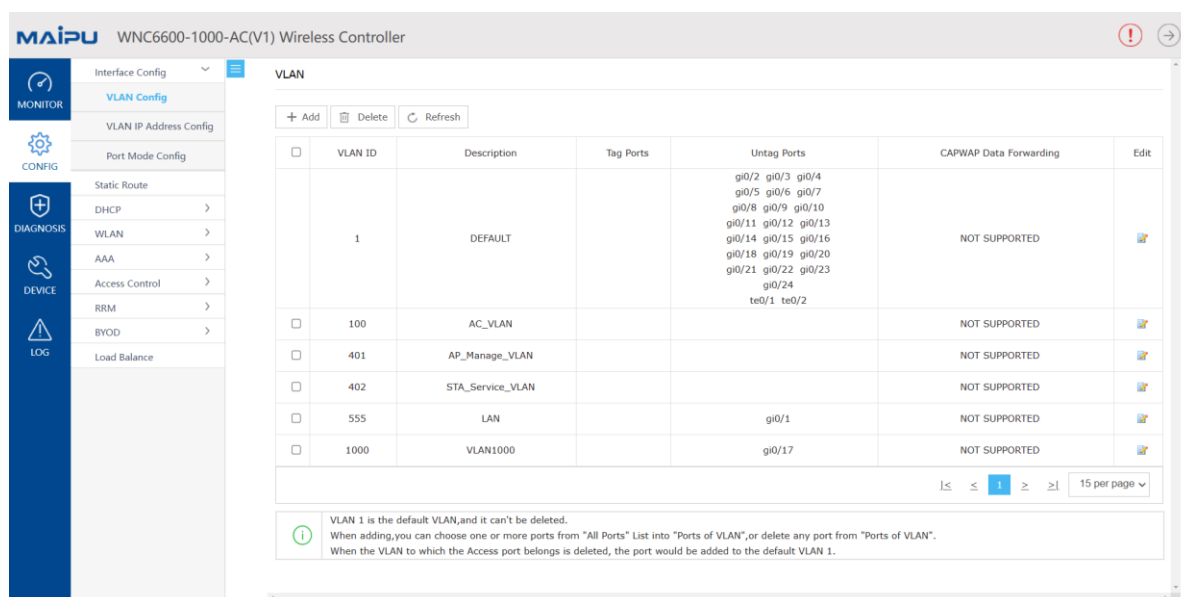 MAIPU WNC6600-1000-AC(V1) Wireless Controller
MONITOR
CONFIG
DIAGNOSIS
DEVICE
LOG
Interface Config
VLAN Config
VLAN IP Address Config
Port Mode Config
Static Route
DHCP
WLAN
AAA
Access Control
RRM
BYOD
Load Balance
VLAN
+ Add Delete Refresh
VLAN ID Description Tag Ports Untag Ports CAPWAP Data Forwarding Edit
gi0/2 gi0/3 gi0/4
gi0/5 gi0/6 gi0/7
gi0/8 gi0/9 gi0/10
gi0/11 gi0/12 gi0/13
1 DEFAULT gi0/14 gi0/15 gi0/16 NOT SUPPORTED
gi0/18 gi0/19 gi0/20
gi0/21 gi0/22 gi0/23
gi0/24
te0/1 te0/2
100 AC_VLAN NOT SUPPORTED
401 AP_Manage_VLAN NOT SUPPORTED
402 STA_Service_VLAN NOT SUPPORTED
555 LAN gi0/1 NOT SUPPORTED
1000 VLAN1000 gi0/17 NOT SUPPORTED
|< < 1 > >| 15 per page
VLAN 1 is the default VLAN,and it can't be deleted.
When adding,you can choose one or more ports from "All Ports" List into "Ports of VLAN",or delete any port from "Ports of VLAN".
When the VLAN to which the Access port belongs is deleted, the port would be added to the default VLAN 1.